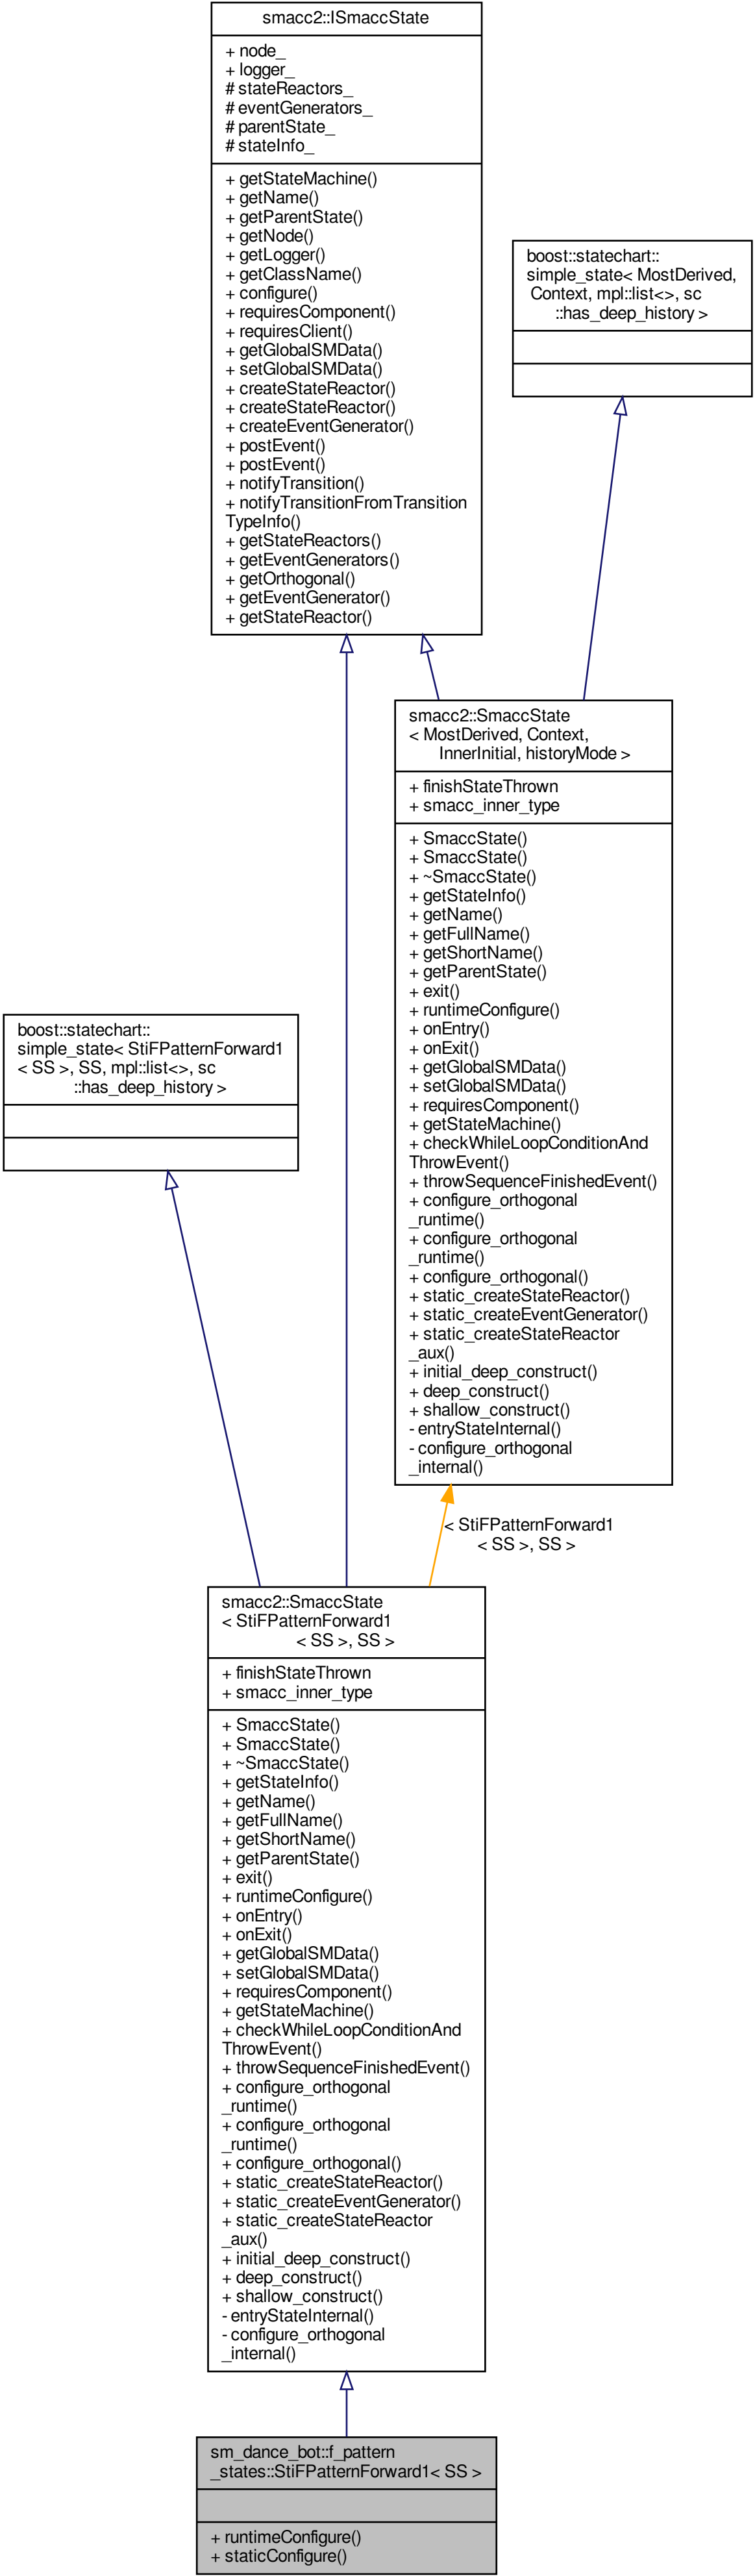 smacc2::ISmaccState
+ node_
+ logger_
# stateReactors_
# eventGenerators_
# parentState_
# stateInfo_
+ getStateMachine()
+ getName()
+ getParentState()
+ getNode()
+ getLogger()
+ getClassName()
+ configure()
+ requiresComponent()
+ requiresClient()
+ getGlobalSMData()
+ setGlobalSMData()
+ createStateReactor()
+ createStateReactor()
+ createEventGenerator()
+ postEvent()
+ postEvent()
+ notifyTransition()
+ notifyTransitionFromTransition
TypeInfo()
+ getStateReactors()
+ getEventGenerators()
+ getOrthogonal()
+ getEventGenerator()
+ getStateReactor()
boost::statechart::
simple_state< MostDerived,
Context, mpl::list<>, sc
::has_deep_history >
smacc2::SmaccState
< MostDerived, Context,
InnerInitial, historyMode >
+ finishStateThrown
+ smacc_inner_type
+ SmaccState()
+ SmaccState()
+ ~SmaccState()
+ getStateInfo()
+ getName()
+ getFullName()
+ getShortName()
+ getParentState()
+ exit()
+ runtimeConfigure()
+ onEntry()
+ onExit()
+ getGlobalSMData()
+ setGlobalSMData()
+ requiresComponent()
+ getStateMachine()
+ checkWhileLoopConditionAnd
ThrowEvent()
+ throwSequenceFinishedEvent()
+ configure_orthogonal
_runtime()
+ configure_orthogonal
_runtime()
+ configure_orthogonal()
+ static_createStateReactor()
+ static_createEventGenerator()
+ static_createStateReactor
_aux()
+ initial_deep_construct()
+ deep_construct()
+ shallow_construct()
- entryStateInternal()
- configure_orthogonal
_internal()
boost::statechart::
simple_state< StiFPatternForward1
< SS >, SS, mpl::list<>, sc
::has_deep_history >
< StiFPatternForward1
< SS >, SS >
smacc2::SmaccState
< StiFPatternForward1
< SS >, SS >
+ finishStateThrown
+ smacc_inner_type
+ SmaccState()
+ SmaccState()
+ ~SmaccState()
+ getStateInfo()
+ getName()
+ getFullName()
+ getShortName()
+ getParentState()
+ exit()
+ runtimeConfigure()
+ onEntry()
+ onExit()
+ getGlobalSMData()
+ setGlobalSMData()
+ requiresComponent()
+ getStateMachine()
+ checkWhileLoopConditionAnd
ThrowEvent()
+ throwSequenceFinishedEvent()
+ configure_orthogonal
_runtime()
+ configure_orthogonal
_runtime()
+ configure_orthogonal()
+ static_createStateReactor()
+ static_createEventGenerator()
+ static_createStateReactor
_aux()
+ initial_deep_construct()
+ deep_construct()
+ shallow_construct()
- entryStateInternal()
- configure_orthogonal
_internal()
sm_dance_bot::f_pattern
_states::StiFPatternForward1< SS >
+ runtimeConfigure()
+ staticConfigure()